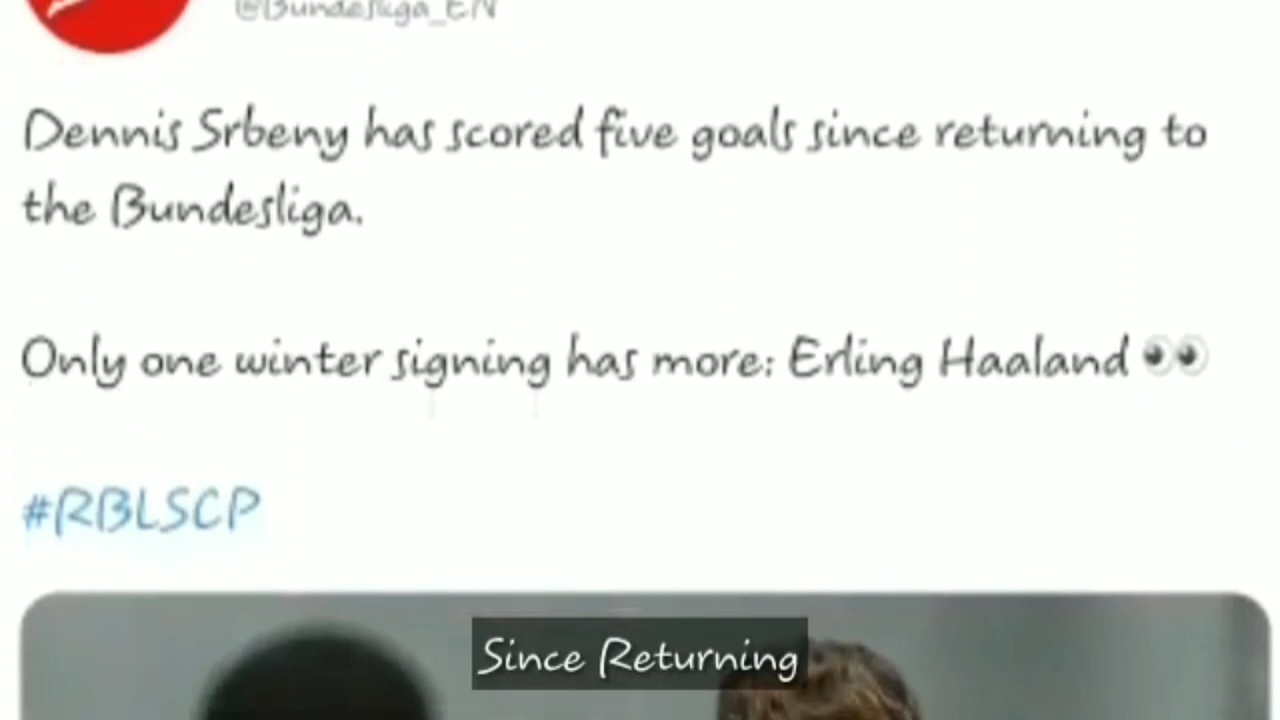 @Bundesliga_EN
Dennis Srbeny has scored five goals since returning to
the Bundesliga.
Only one winter signing has more: Erling Haaland 👀
#RBLSCP
Since Returning